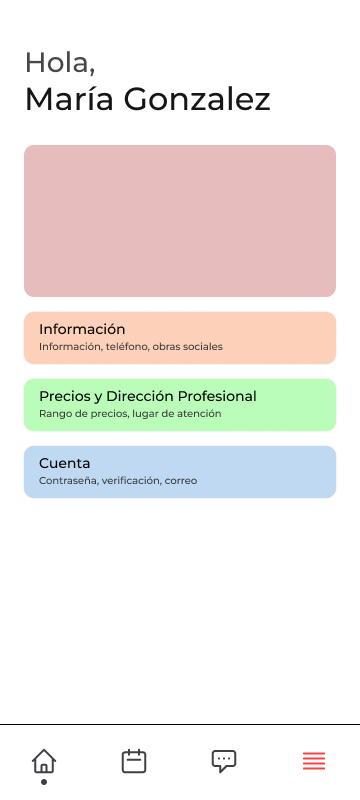 Hola,
María Gonzalez
Información
Información, teléfono, obras sociales
Precios y Dirección Profesional
Rango de precios, lugar de atención
Cuenta
Contraseña, verificación, correo